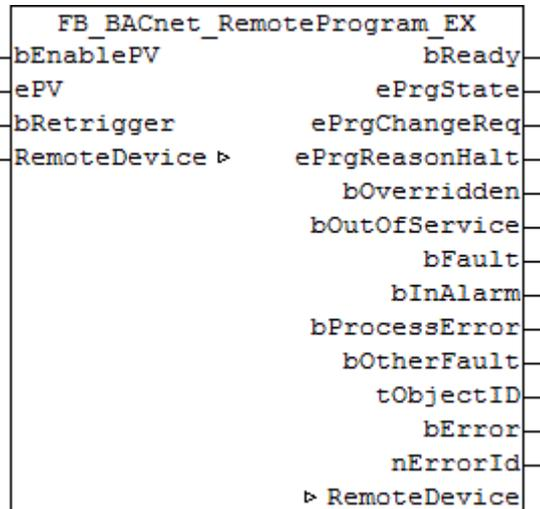 FB_BACnet_RemoteProgram_EX
bEnablePV bReady
ePV ePrgState
bRetrigger ePrgChangeReq
RemoteDevice ▷ ePrgReasonHalt
bOverridden
bOutOfService
bFault
bInAlarm
bProcessError
bOtherFault
tObjectID
bError
nErrorId
▷ RemoteDevice